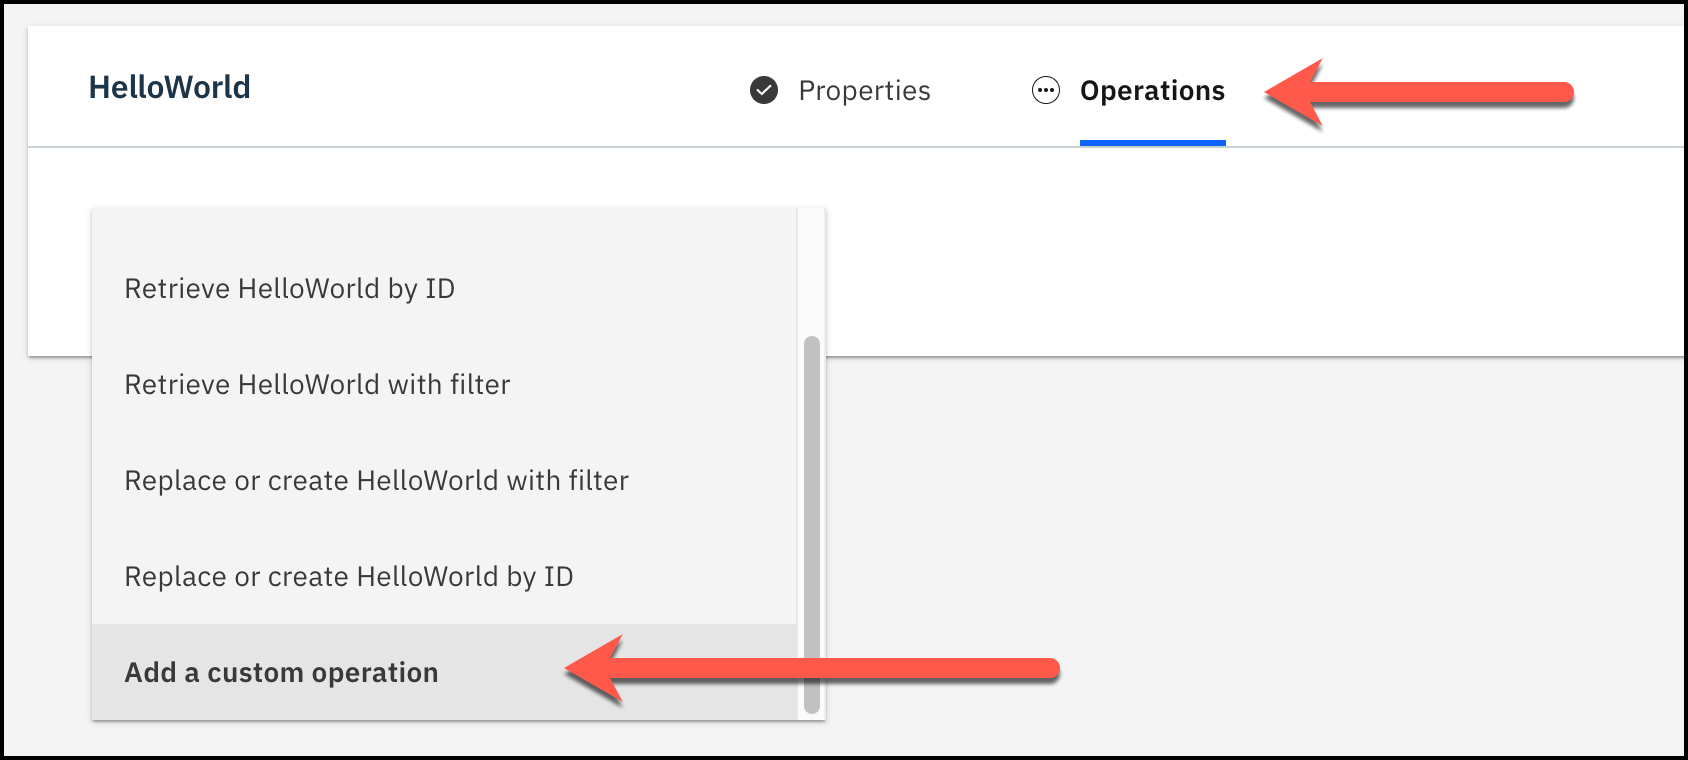 HelloWorld
Properties
Operations
Retrieve HelloWorld by ID
Retrieve HelloWorld with filter
Replace or create HelloWorld with filter
Replace or create HelloWorld by ID
Add a custom operation